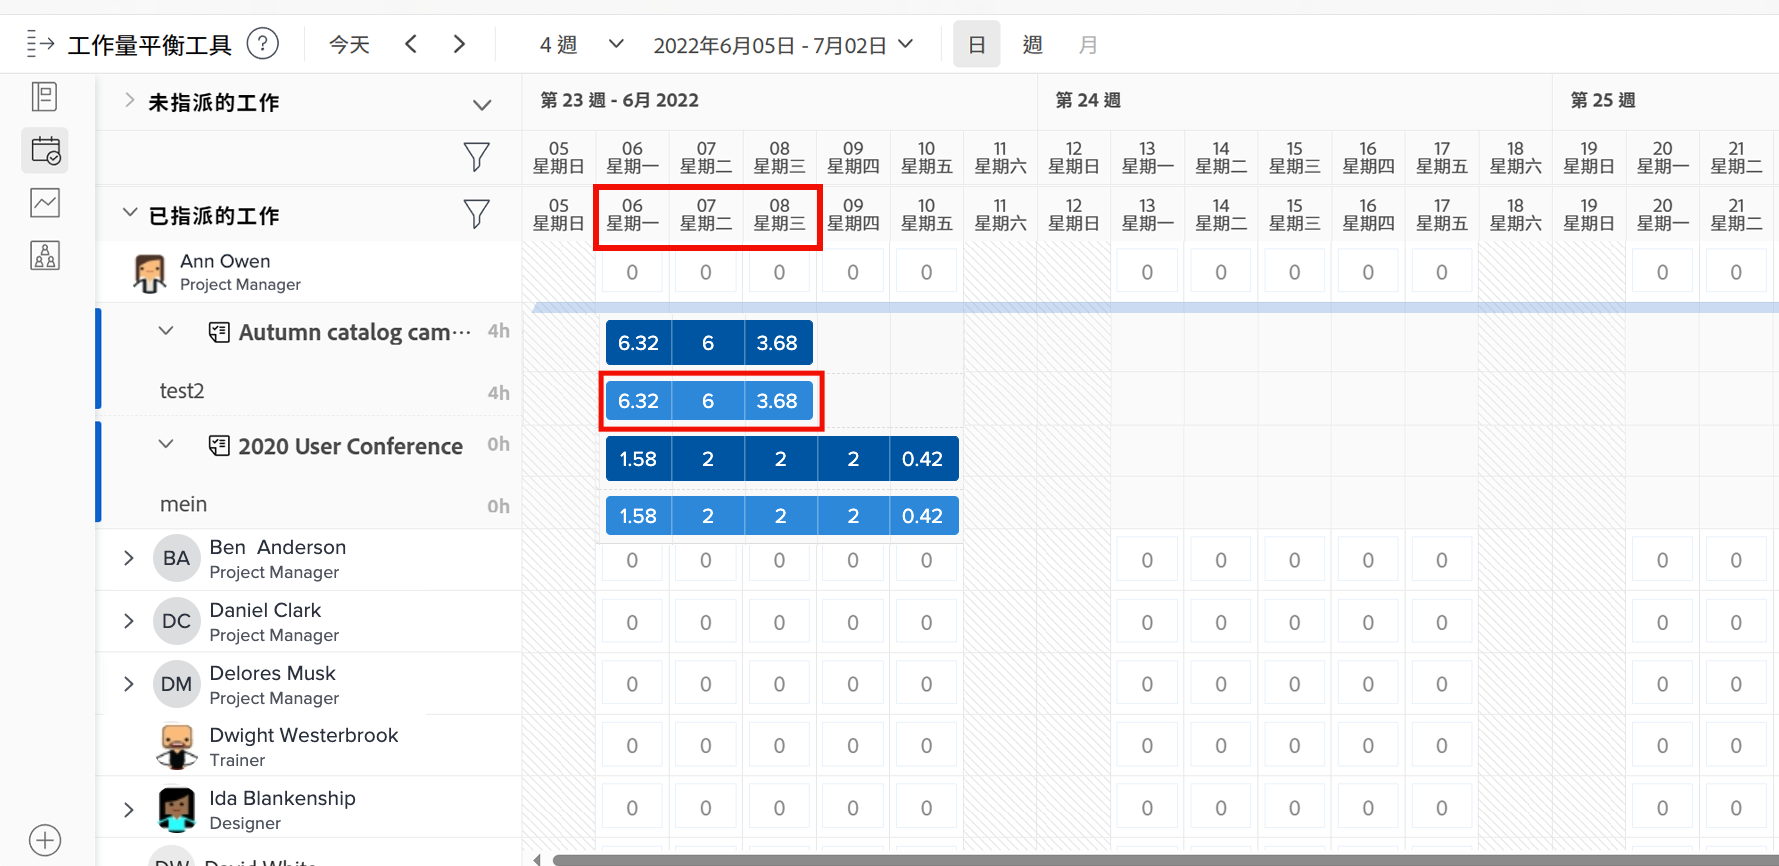 工作量平衡工具 ? 今天 4 週 2022年6月05日 - 7月02日 日 週 月
未指派的工作 第 23 週 - 6月 2022 第 24 週 第 25 週
05 06 07 08 09 10 11 12 13 14 15 16 17 18 19 20 21
星期日 星期一 星期二 星期三 星期四 星期五 星期六 星期日 星期一 星期二 星期三 星期四 星期五 星期六 星期日 星期一 星期二
已指派的工作
05 06 07 08 09 10 11 12 13 14 15 16 17 18 19 20 21
星期日 星期一 星期二 星期三 星期四 星期五 星期六 星期日 星期一 星期二 星期三 星期四 星期五 星期六 星期日 星期一 星期二
Ann Owen
Project Manager
0 0 0 0 0 0 0 0 0 0 0 0
Autumn catalog cam··· 4h 6.32 6 3.68
test2 4h 6.32 6 3.68
2020 User Conference 0h 1.58 2 2 2 0.42
mein 0h 1.58 2 2 2 0.42
BA Ben Anderson
Project Manager
0 0 0 0 0 0 0 0 0 0 0 0
DC Daniel Clark
Project Manager
0 0 0 0 0 0 0 0 0 0 0 0
DM Delores Musk
Project Manager
0 0 0 0 0 0 0 0 0 0 0 0
Dwight Westerbrook
Trainer
0 0 0 0 0 0 0 0 0 0 0 0
Ida Blankenship
Designer
0 0 0 0 0 0 0 0 0 0 0 0
DW David White